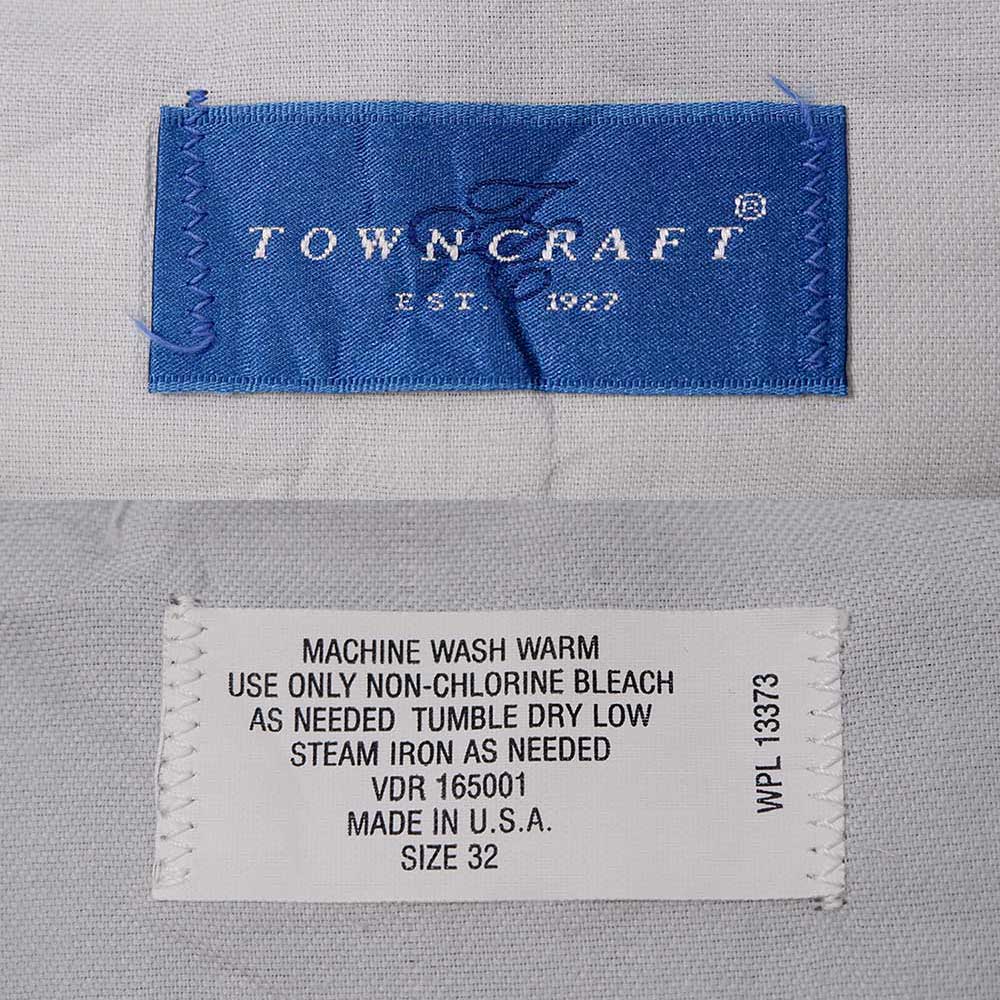 TOWNCRAFT®
EST. 1927
MACHINE WASH WARM
USE ONLY NON-CHLORINE BLEACH
AS NEEDED TUMBLE DRY LOW
STEAM IRON AS NEEDED
VDR 165001
MADE IN U.S.A.
SIZE 32
WPL 13373